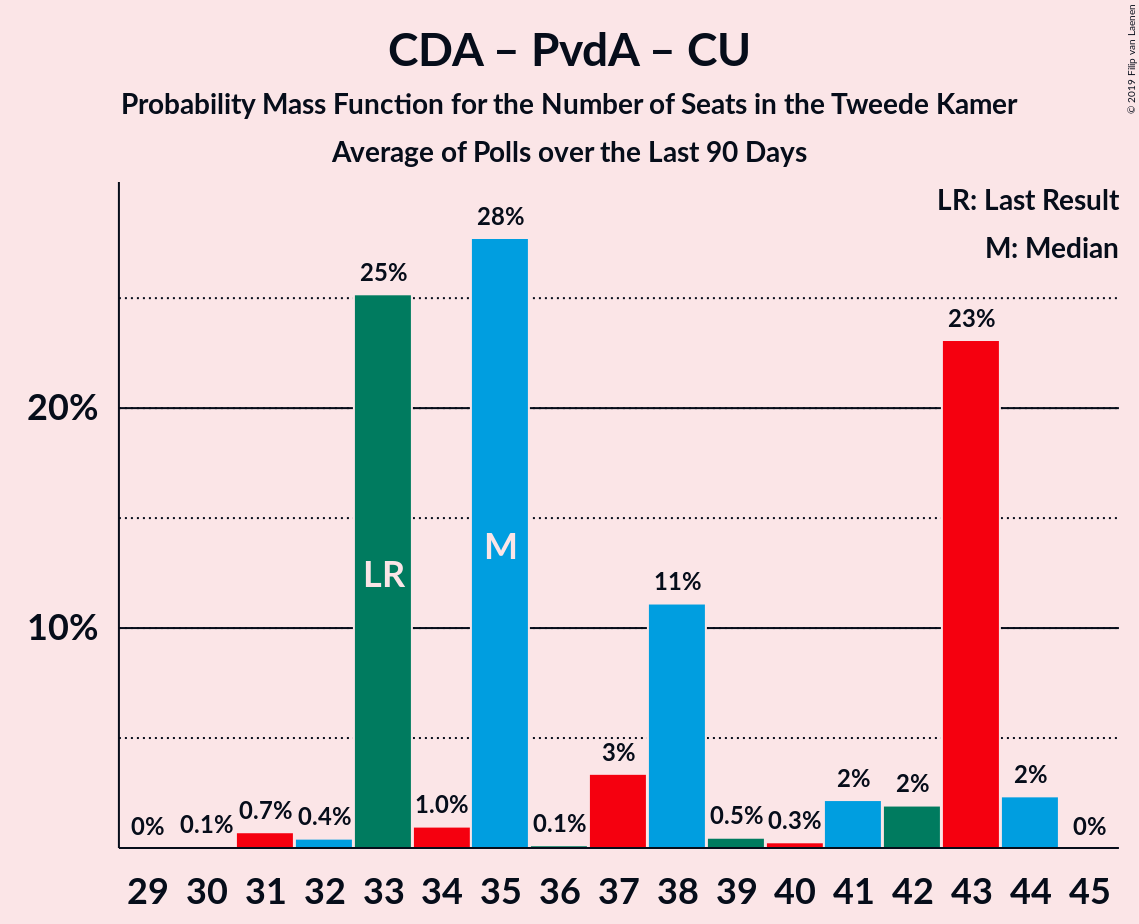 CDA – PvdA – CU
Probability Mass Function for the Number of Seats in the Tweede Kamer
Average of Polls over the Last 90 Days
© 2019 Filip van Laenen
LR: Last Result
M: Median
28%
25%
23%
20%
M
LR
11%
10%
3%
2%
2%
2%
1.0%
0.7%
0.4%
0.5%
0.3%
0%
0.1%
0.1%
0%
29 30 31 32 33 34 35 36 37 38 39 40 41 42 43 44 45